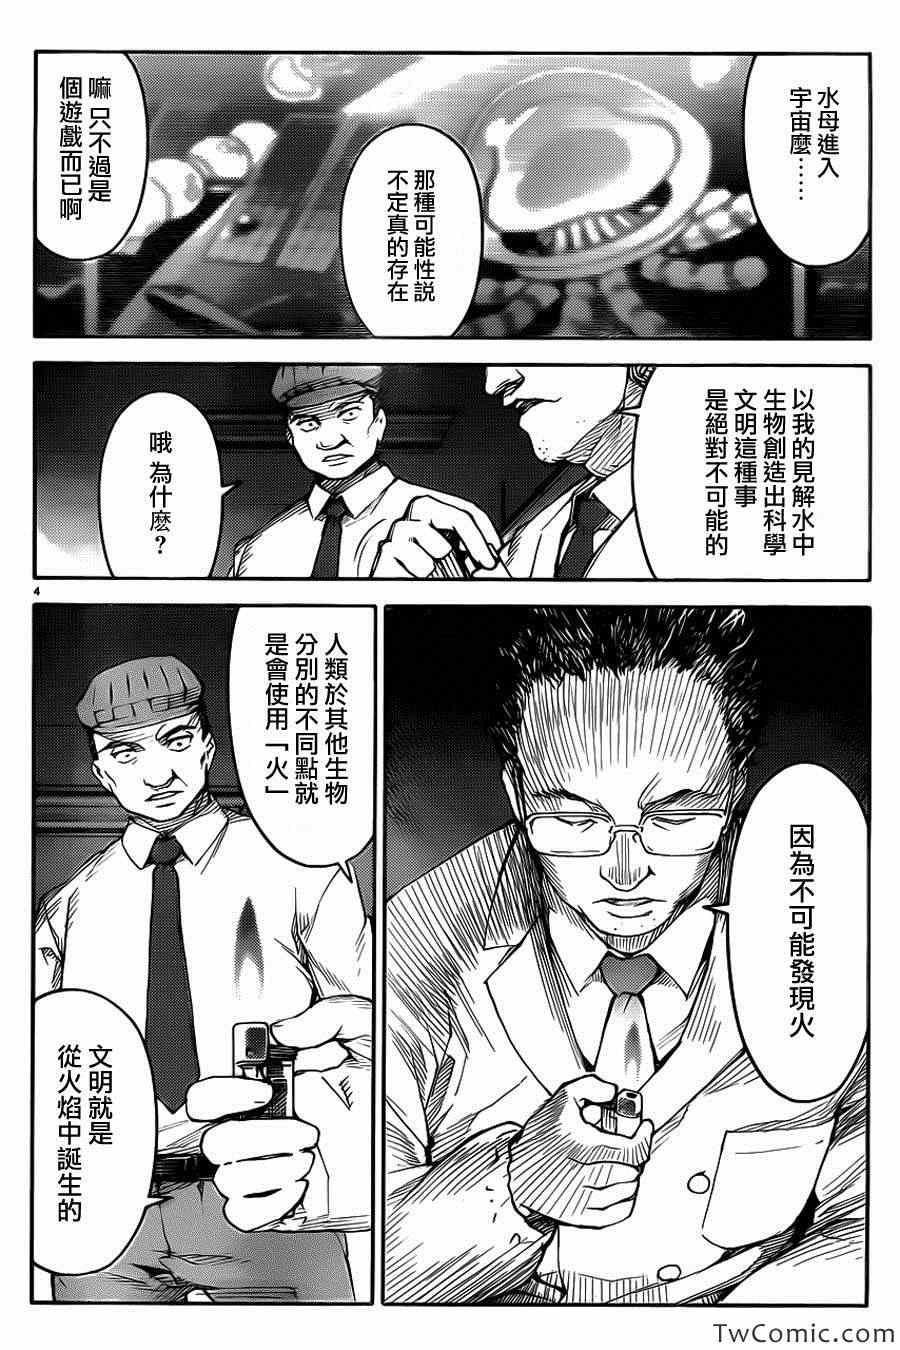 水母進入
宇宙麼……
那種可能性說
不定真的存在
嘛 只不過是
個遊戲而已啊
以我的見解水中
生物創造出科學
文明這種事
是絕對不可能的
哦 為什麽?
4
因為不可能發現火
人類於其他生物
分別的不同點就
是會使用「火」
文明就是
從火焰中誕生的
TwComic.com